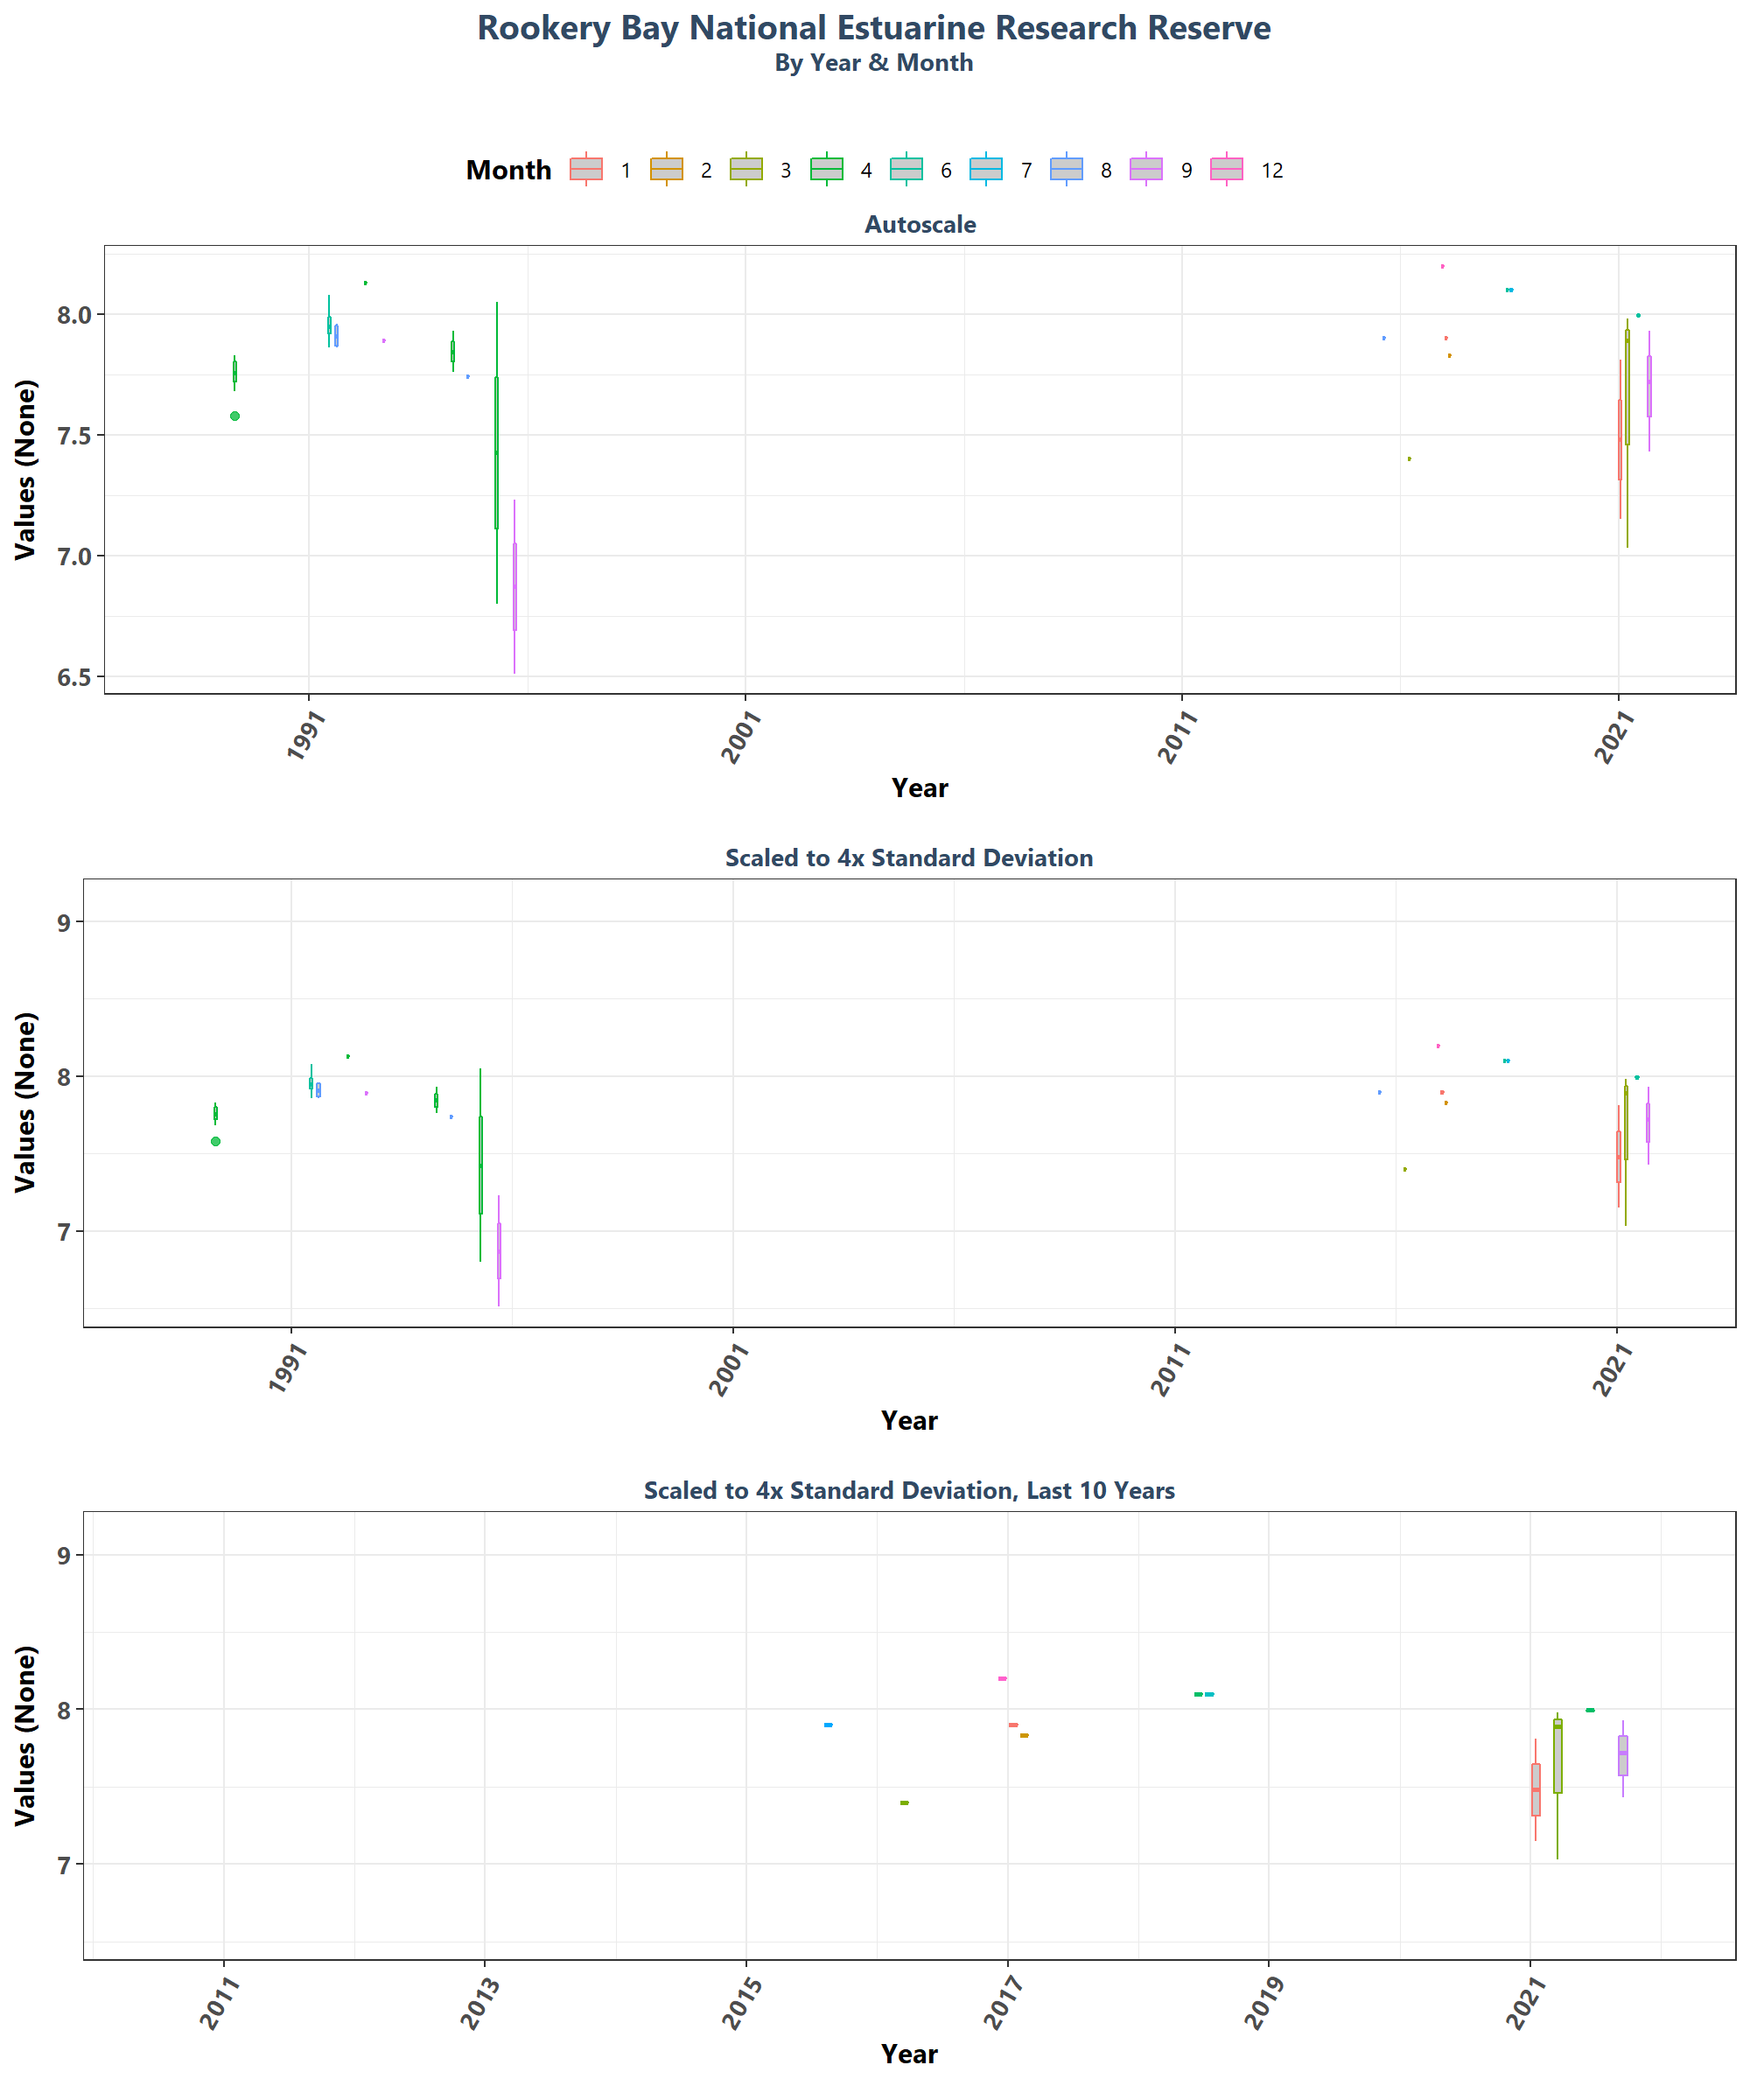 Rookery Bay National Estuarine Research Reserve
By Year & Month
Month 1 2 3 4 6 7 8 9 12
Autoscale
Values (None)
8.0
7.5
7.0
6.5
1991 2001 2011 2021
Year
Scaled to 4x Standard Deviation
Values (None)
9
8
7
1991 2001 2011 2021
Year
Scaled to 4x Standard Deviation, Last 10 Years
Values (None)
9
8
7
2011 2013 2015 2017 2019 2021
Year